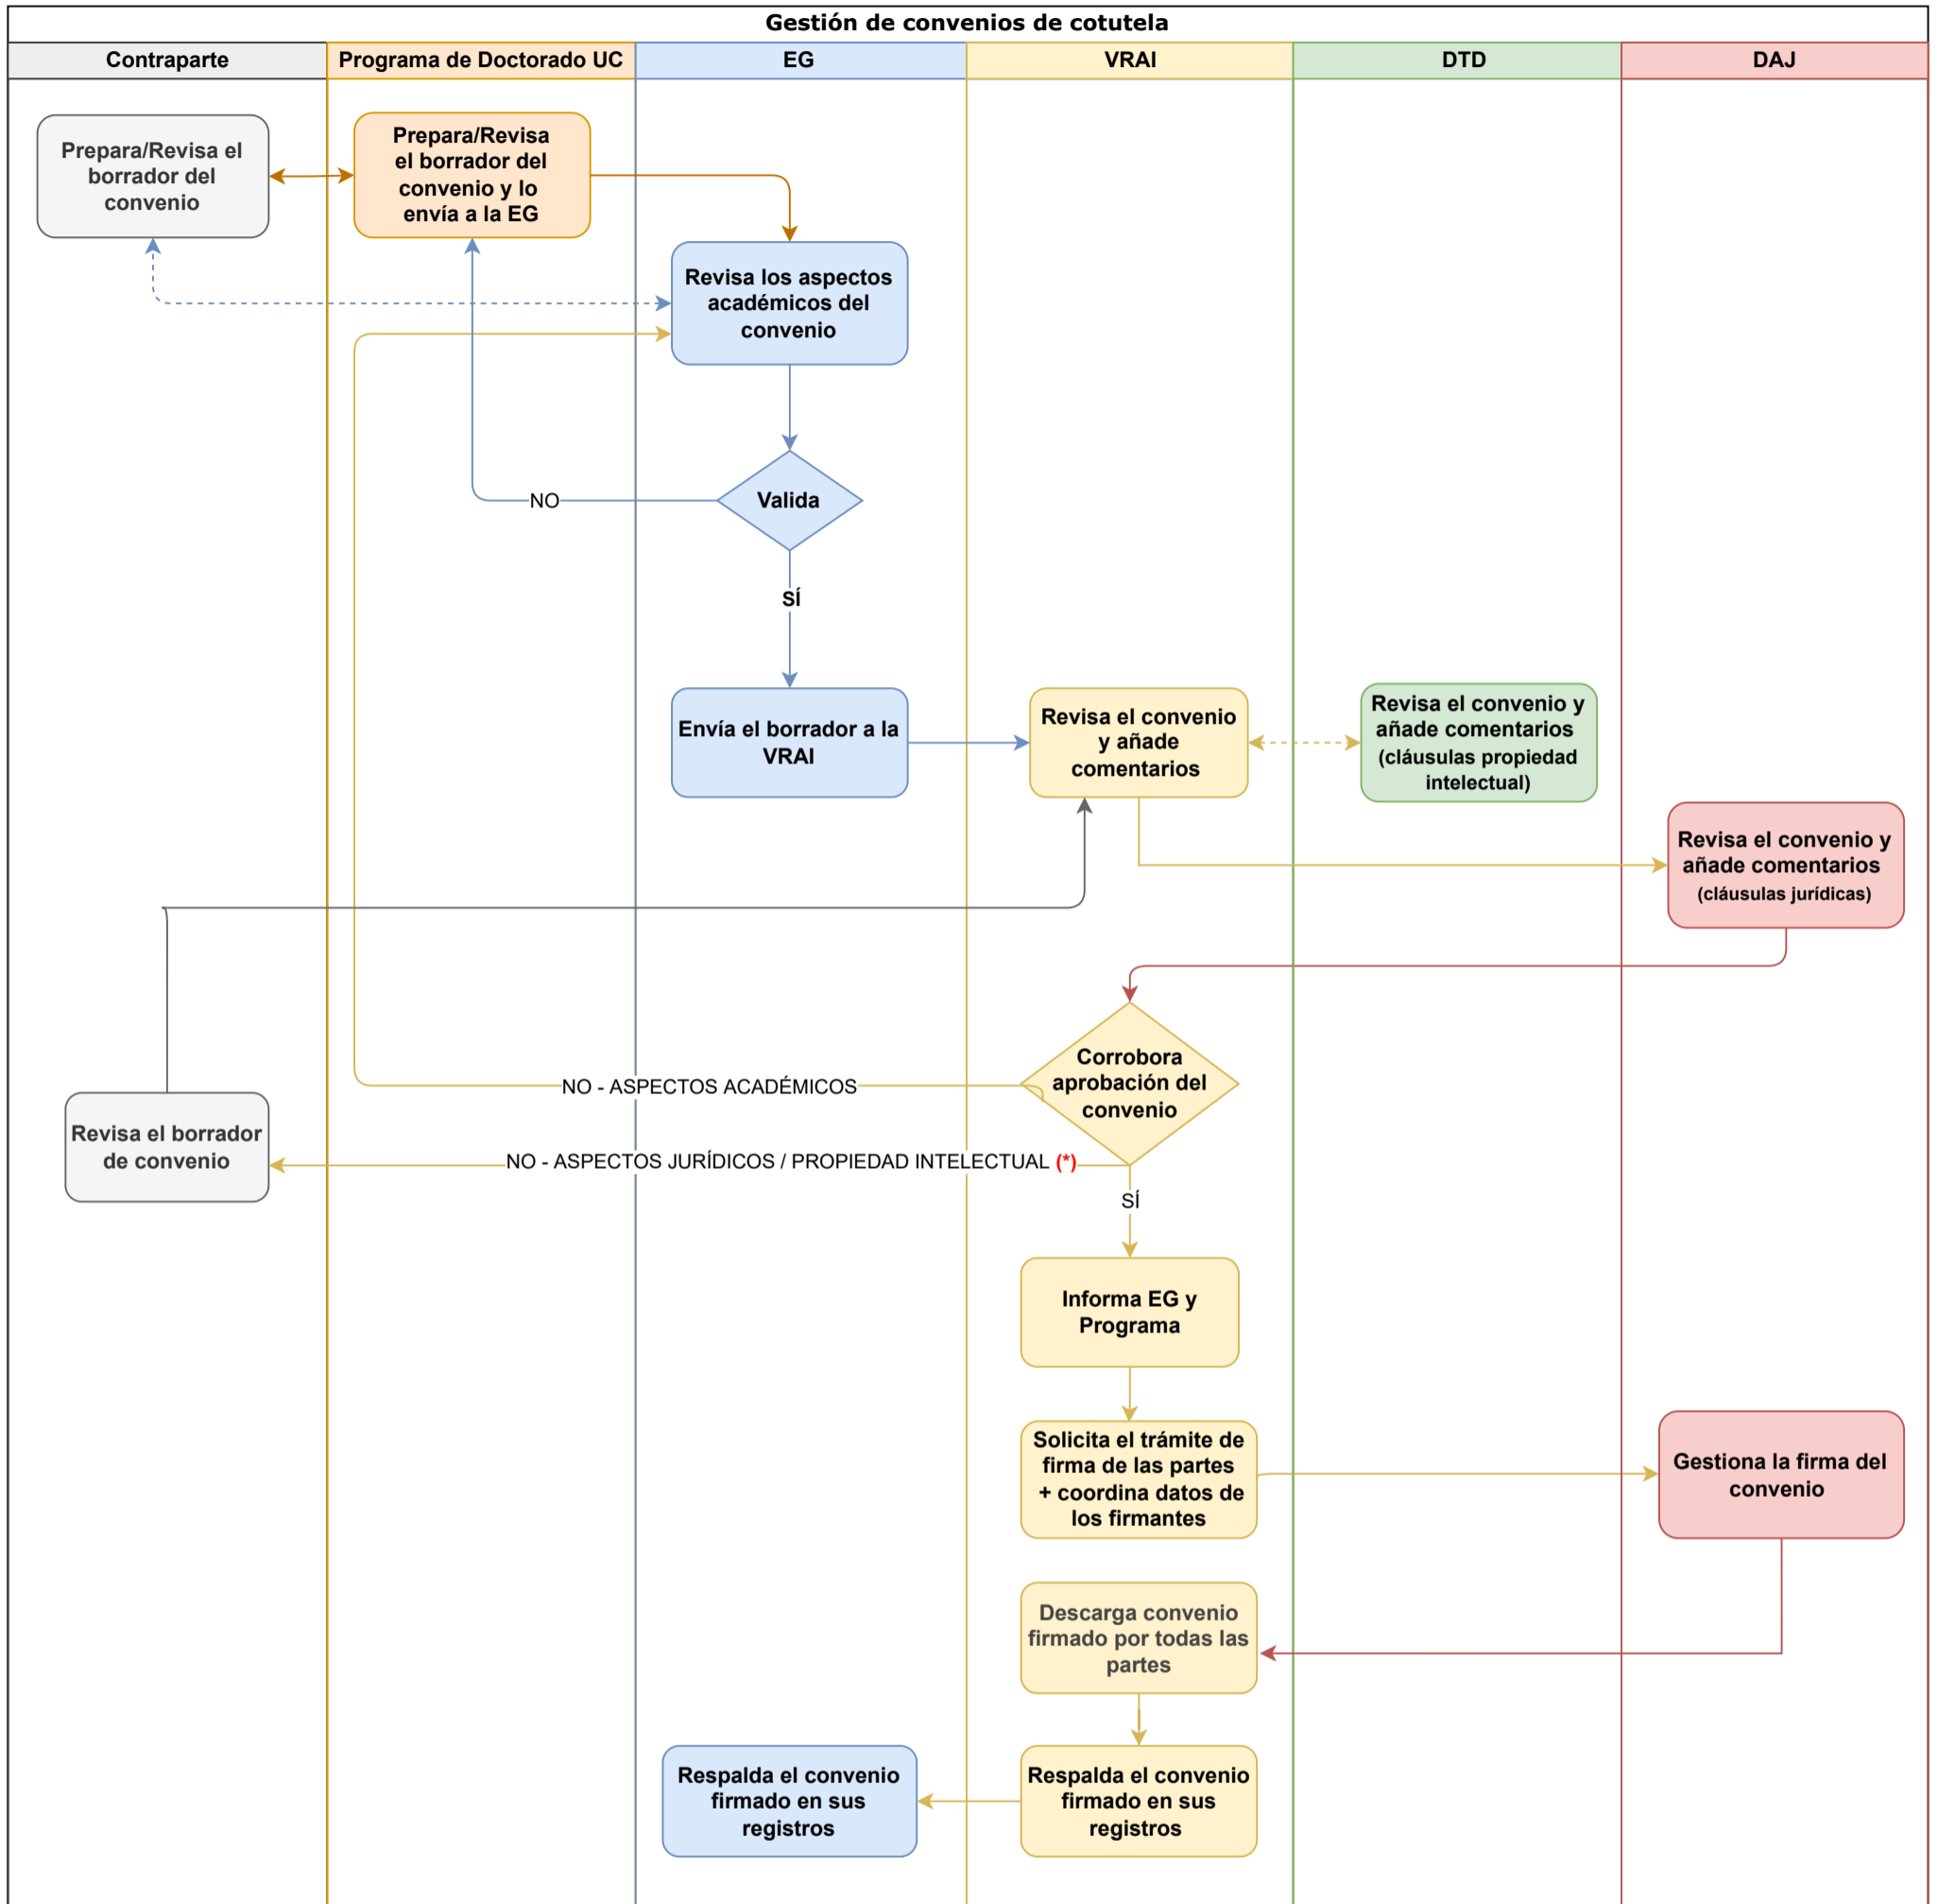 Gestión de convenios de cotutela
Contraparte
Programa de Doctorado UC
EG
VRAI
DTD
DAJ
Prepara/Revisa el
borrador del
convenio
Prepara/Revisa
el borrador del
convenio y lo
envía a la EG
Revisa los aspectos
académicos del
convenio
Valida
NO
SÍ
Envía el borrador a la
VRAI
Revisa el convenio
y añade
comentarios
Revisa el convenio y
añade comentarios
(cláusulas propiedad
intelectual)
Revisa el convenio y
añade comentarios
(cláusulas jurídicas)
Corrobora
aprobación del
convenio
NO - ASPECTOS ACADÉMICOS
Revisa el borrador
de convenio
NO - ASPECTOS JURÍDICOS / PROPIEDAD INTELECTUAL (*)
SÍ
Informa EG y
Programa
Solicita el trámite de
firma de las partes
+ coordina datos de
los firmantes
Gestiona la firma del
convenio
Descarga convenio
firmado por todas las
partes
Respalda el convenio
firmado en sus
registros
Respalda el convenio
firmado en sus
registros